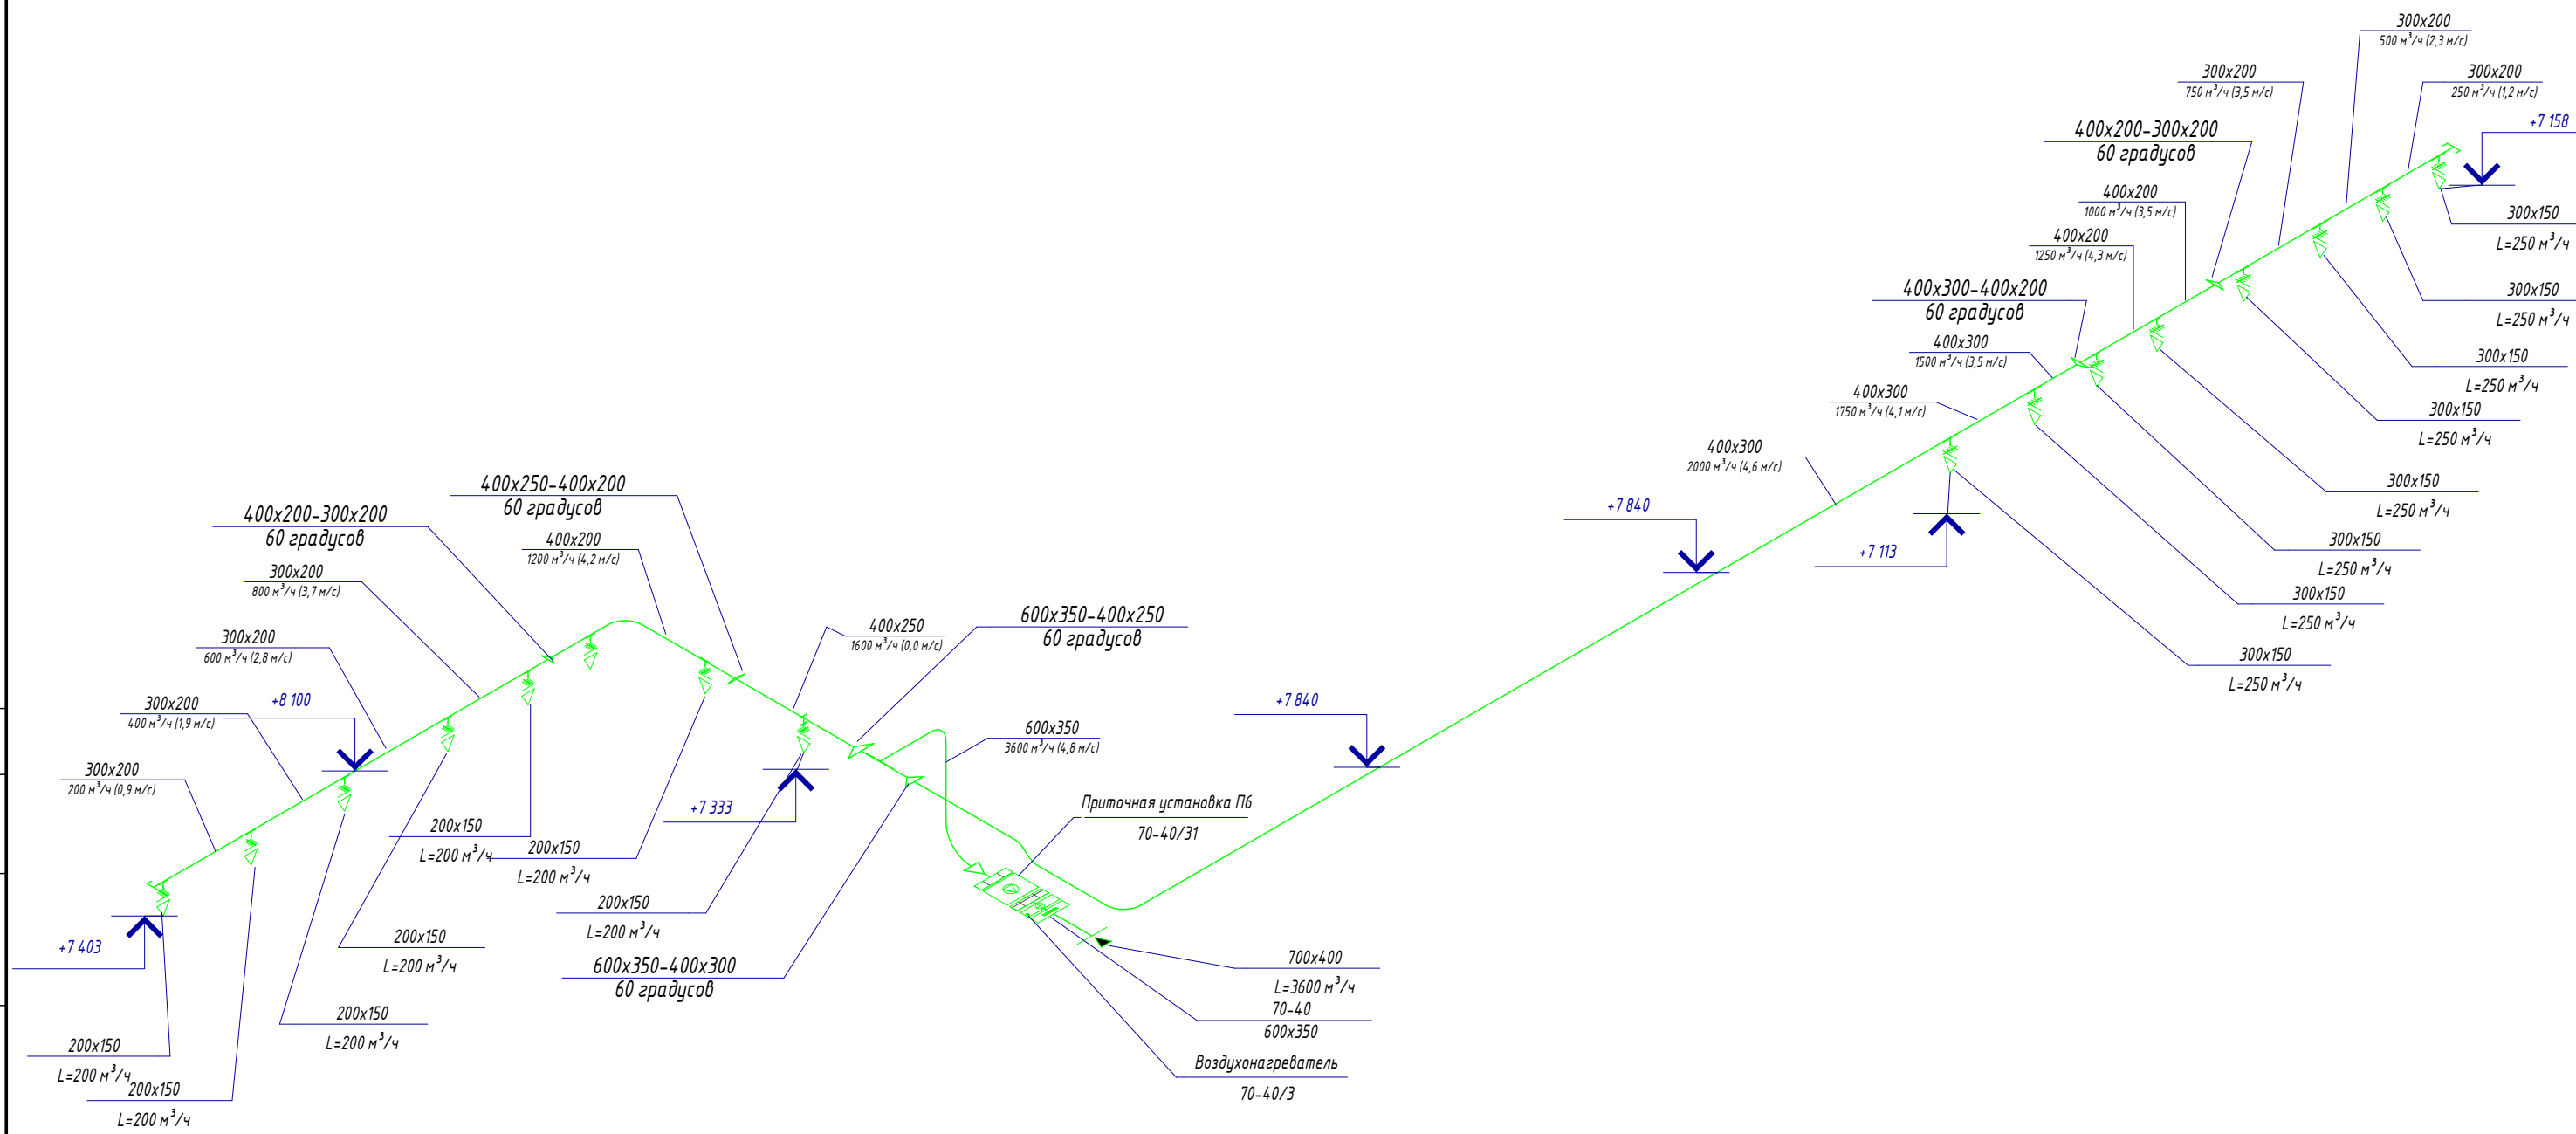 300x200
500 м³/ч (2,3 м/с)
300x200
750 м³/ч (3,5 м/с)
300x200
250 м³/ч (1,2 м/с)
+7 158
400x200-300x200
60 градусов
400x200
1000 м³/ч (3,5 м/с)
300x150
L=250 м³/ч
400x200
1250 м³/ч (4,3 м/с)
400x300-400x200
60 градусов
300x150
L=250 м³/ч
400x300
1500 м³/ч (3,5 м/с)
300x150
L=250 м³/ч
400x300
1750 м³/ч (4,1 м/с)
300x150
L=250 м³/ч
400x300
2000 м³/ч (4,6 м/с)
300x150
L=250 м³/ч
+7 840
+7 113
300x150
L=250 м³/ч
300x150
L=250 м³/ч
300x150
L=250 м³/ч
400x250-400x200
60 градусов
400x200-300x200
60 градусов
400x200
1200 м³/ч (4,2 м/с)
300x200
800 м³/ч (3,7 м/с)
600x350-400x250
60 градусов
400x250
1600 м³/ч (0,0 м/с)
300x200
600 м³/ч (2,8 м/с)
+8 100
300x200
400 м³/ч (1,9 м/с)
+7 840
600x350
3600 м³/ч (4,8 м/с)
300x200
200 м³/ч (0,9 м/с)
+7 333
Приточная установка П6
70-40/31
200x150
L=200 м³/ч
200x150
L=200 м³/ч
200x150
L=200 м³/ч
200x150
L=200 м³/ч
+7 403
600x350-400x300
60 градусов
700x400
L=3600 м³/ч
70-40
600x350
200x150
L=200 м³/ч
200x150
L=200 м³/ч
200x150
L=200 м³/ч
Воздухонагреватель
70-40/3